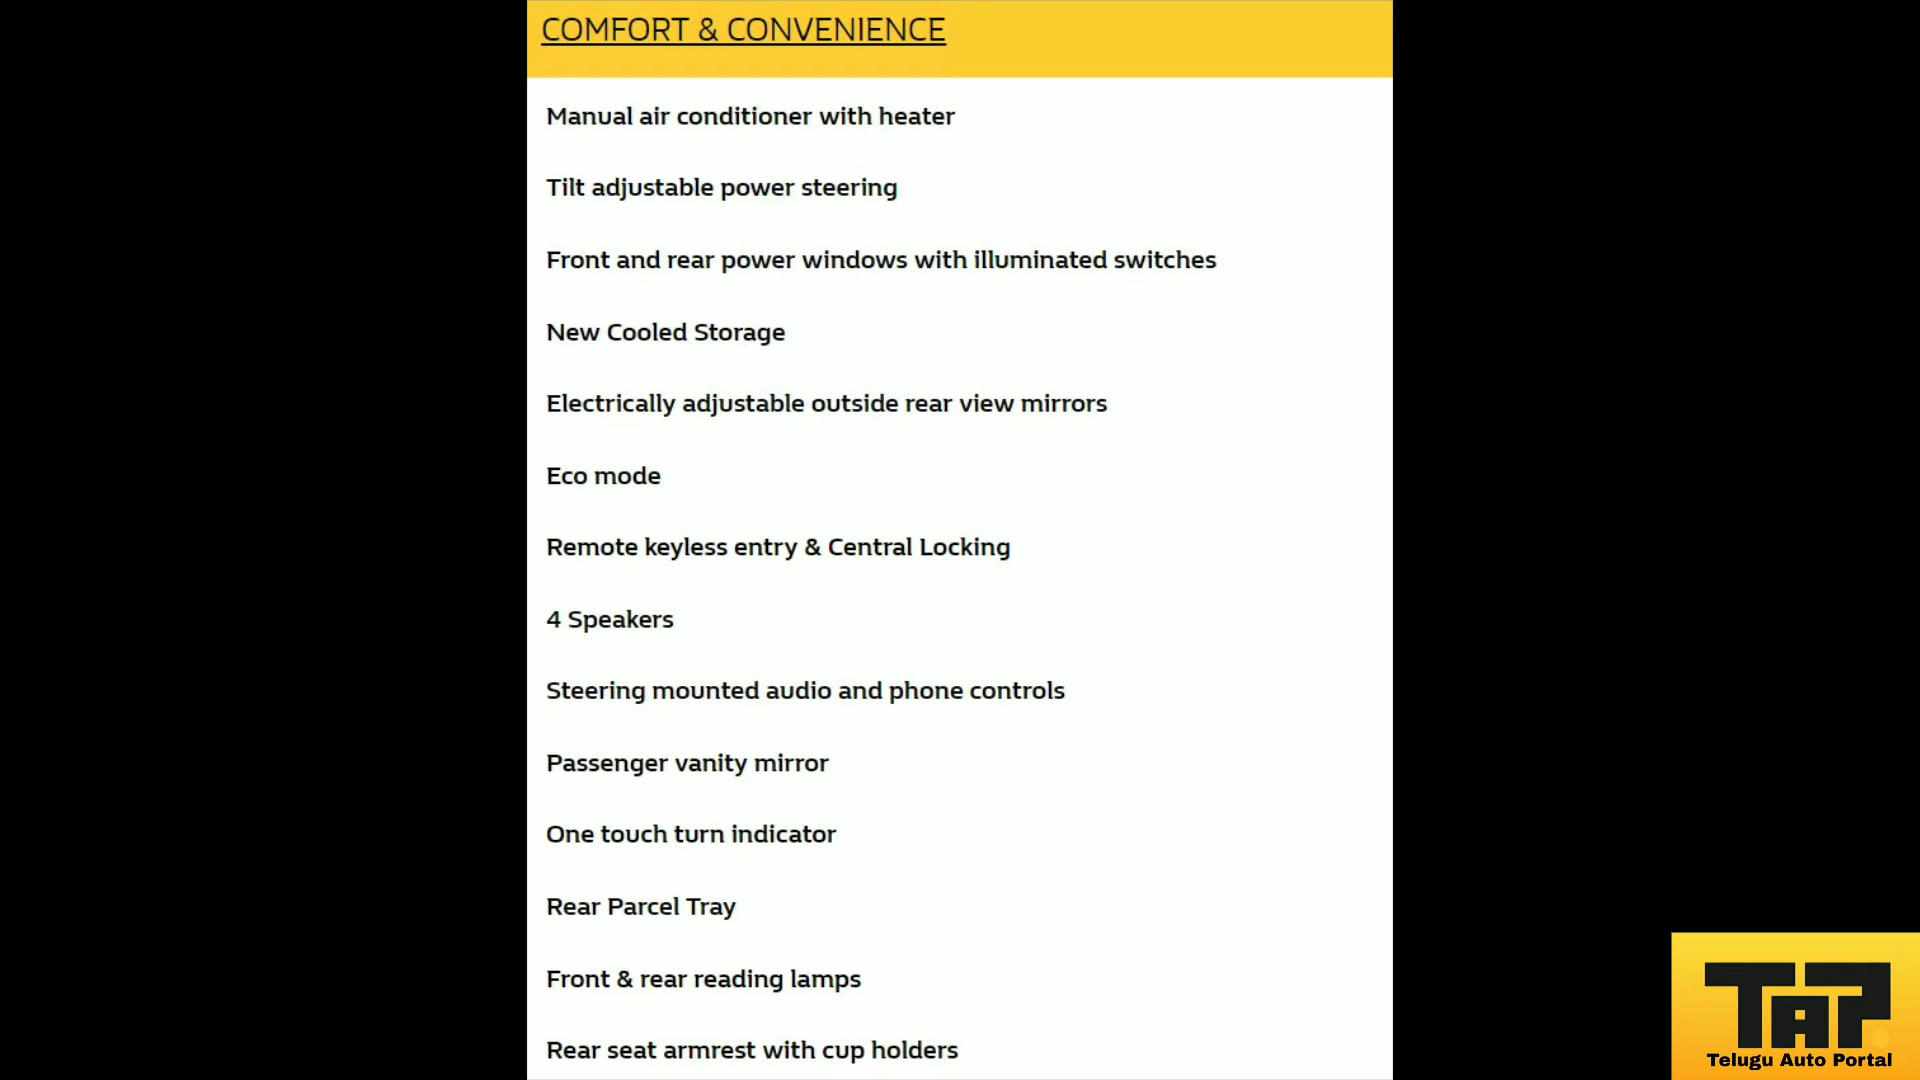 COMFORT & CONVENIENCE
Manual air conditioner with heater
Tilt adjustable power steering
Front and rear power windows with illuminated switches
New Cooled Storage
Electrically adjustable outside rear view mirrors
Eco mode
Remote keyless entry & Central Locking
4 Speakers
Steering mounted audio and phone controls
Passenger vanity mirror
One touch turn indicator
Rear Parcel Tray
Front & rear reading lamps
Rear seat armrest with cup holders
TAP
Telugu Auto Portal